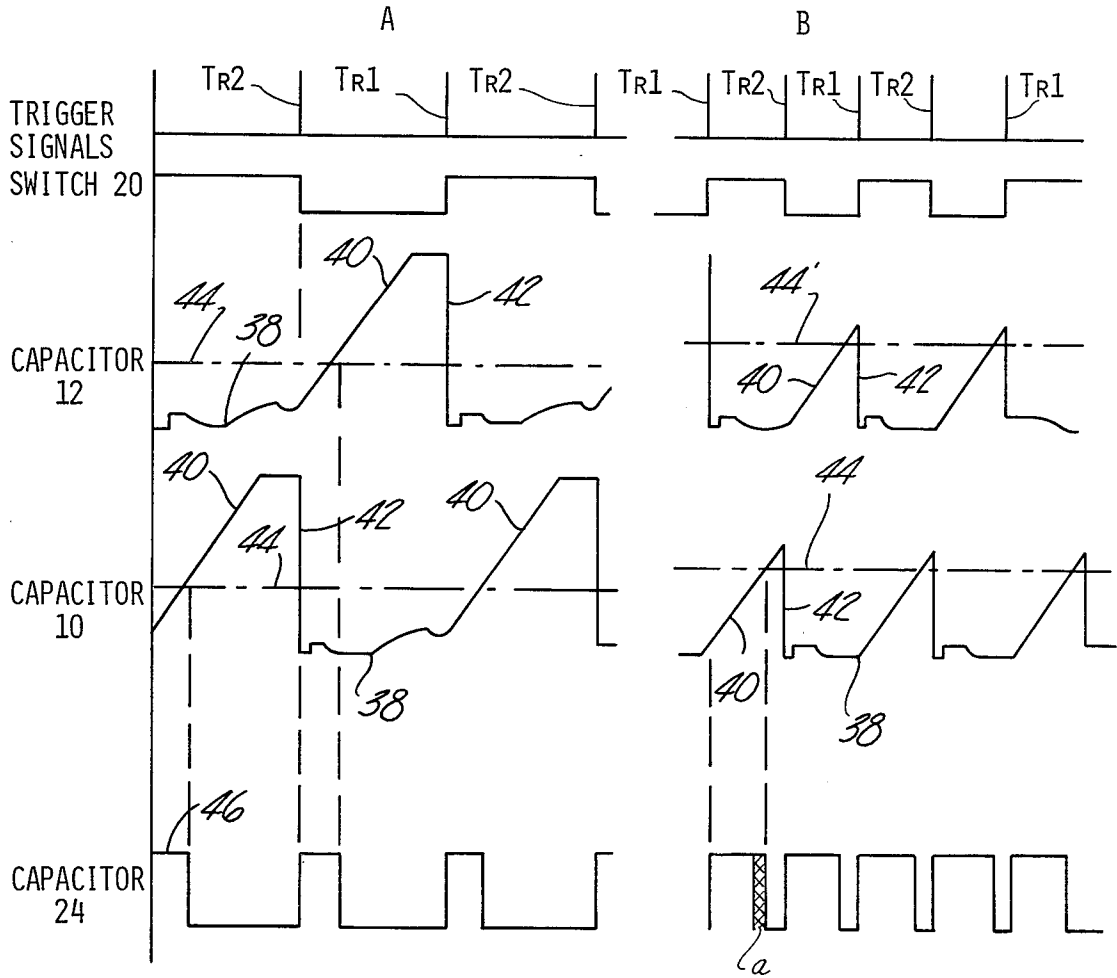 A B
TR2 TR1 TR2 TR1 TR2 TR1 TR2 TR1
TRIGGER
SIGNALS
SWITCH 20
40
44 38 42 44'
CAPACITOR
12
40 42
40 42 40 44
44
CAPACITOR
10
42
38 40 38
46
CAPACITOR
24
a